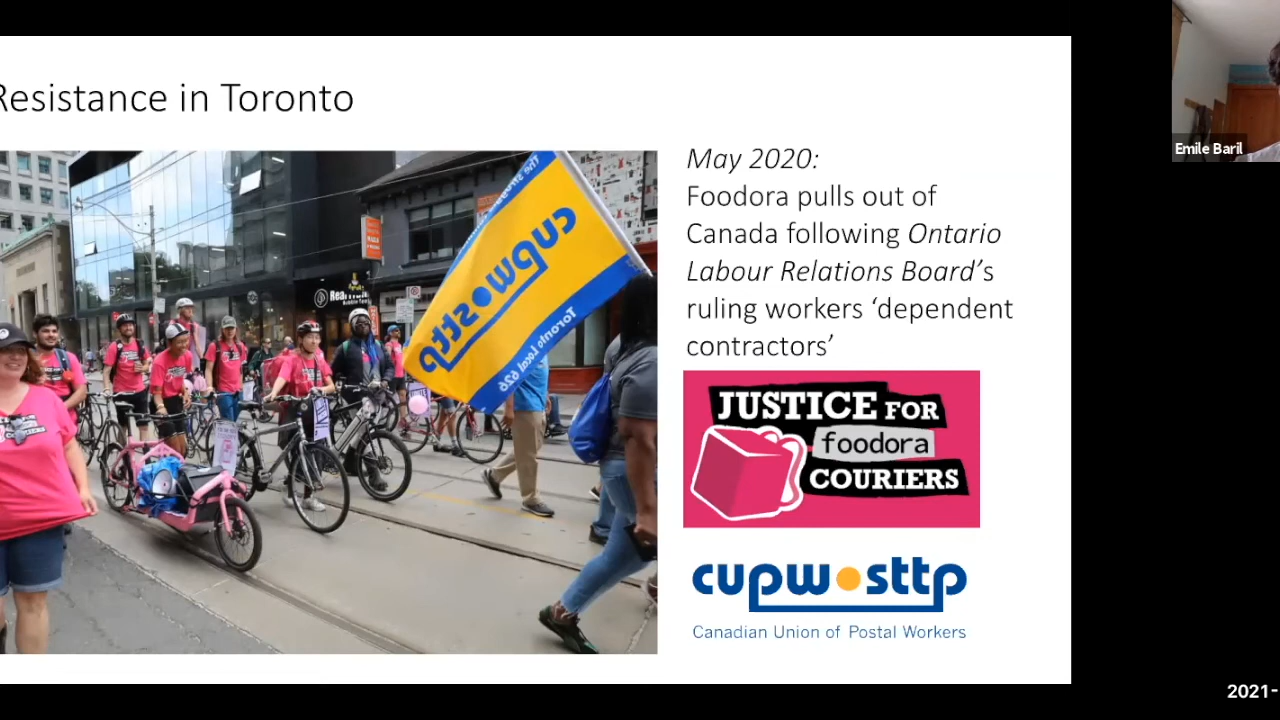 Resistance in Toronto
May 2020:
Foodora pulls out of
Canada following Ontario
Labour Relations Board’s
ruling workers ‘dependent
contractors’
JUSTICE FOR
foodora
COURIERS
cupw sttp
Canadian Union of Postal Workers
cupw sttp
Toronto Local 626
Emile Baril
2021-